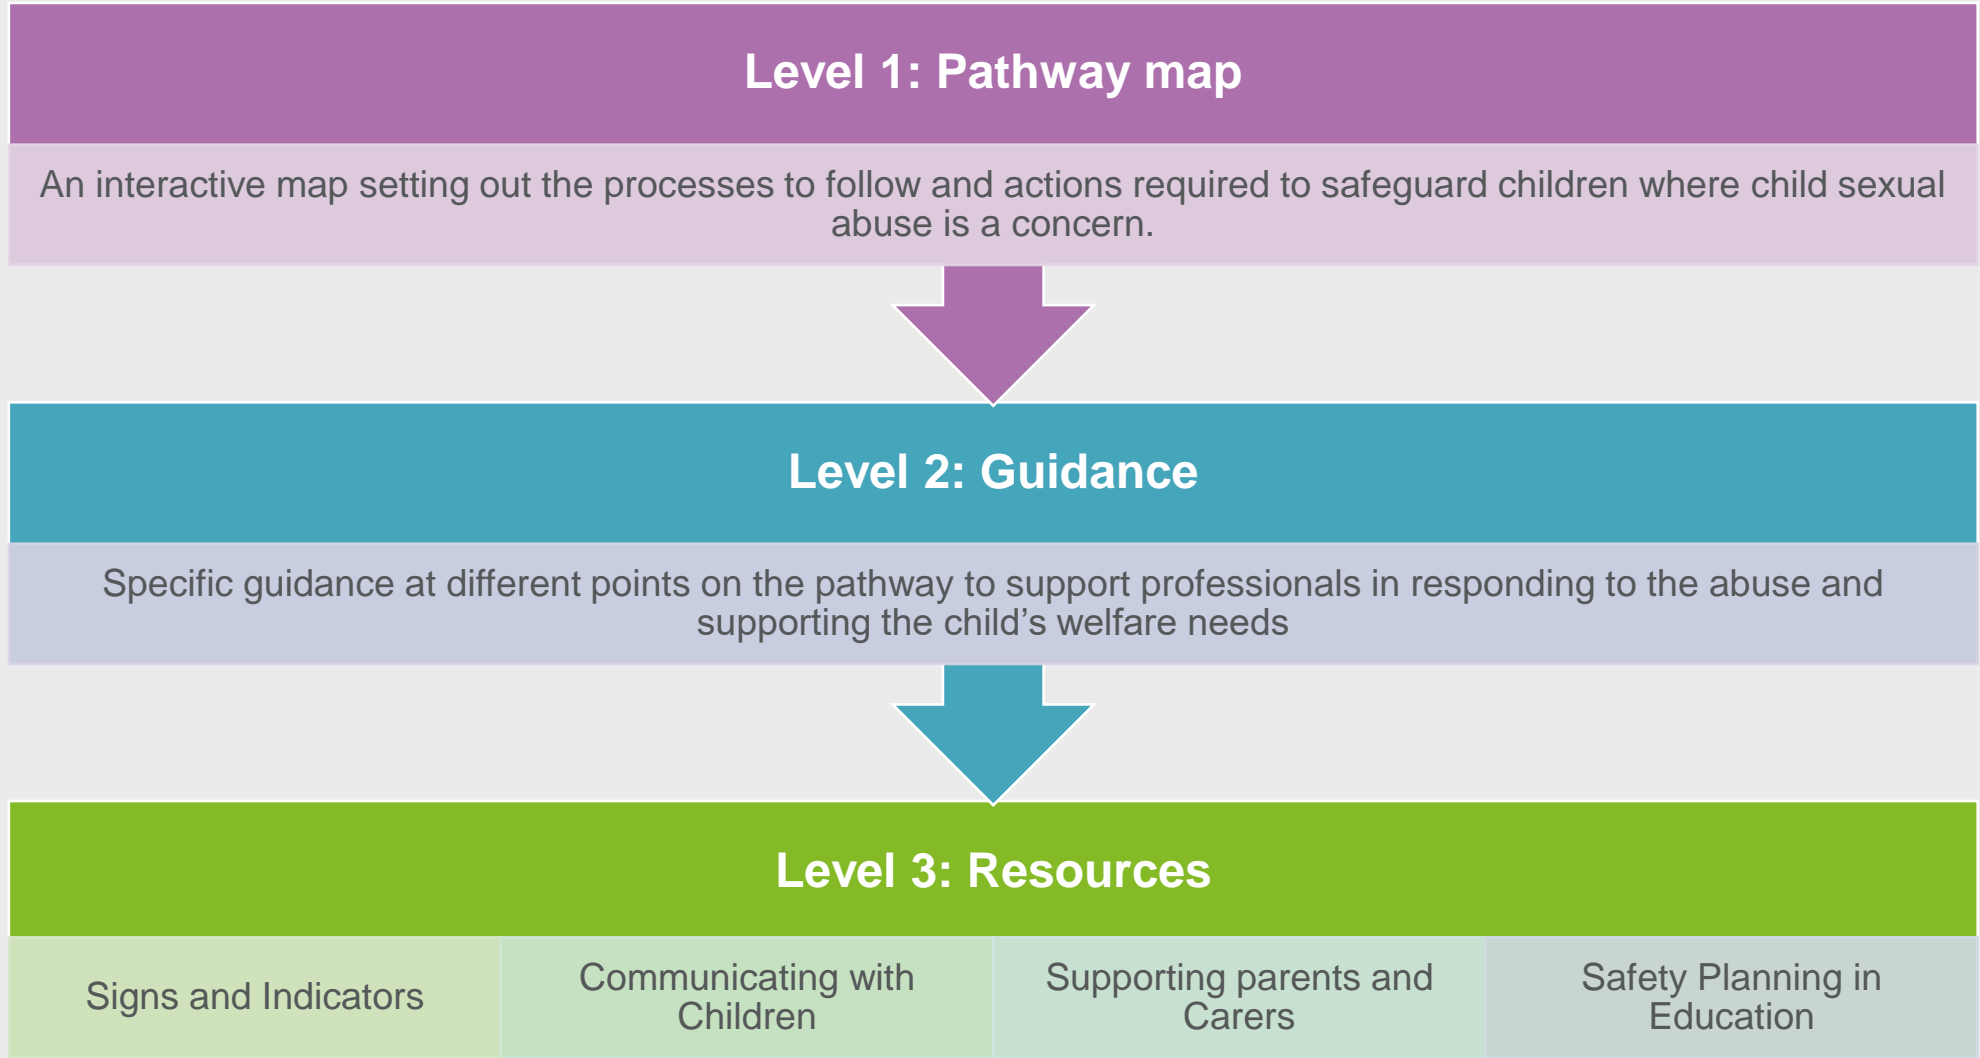 Level 1: Pathway map
An interactive map setting out the processes to follow and actions required to safeguard children where child sexual
abuse is a concern.
Level 2: Guidance
Specific guidance at different points on the pathway to support professionals in responding to the abuse and
supporting the child’s welfare needs
Level 3: Resources
Signs and Indicators
Communicating with
Children
Supporting parents and
Carers
Safety Planning in
Education